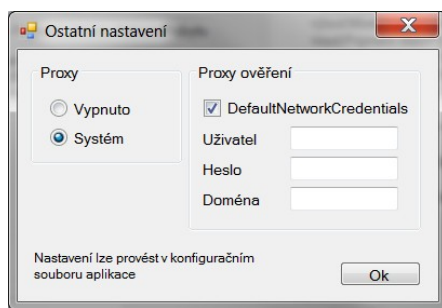 Ostatní nastavení
Proxy
Vypnuto
Systém
Proxy ověření
DefaultNetworkCredentials
Uživatel
Heslo
Doména
Nastavení lze provést v konfiguračním
souboru aplikace
Ok